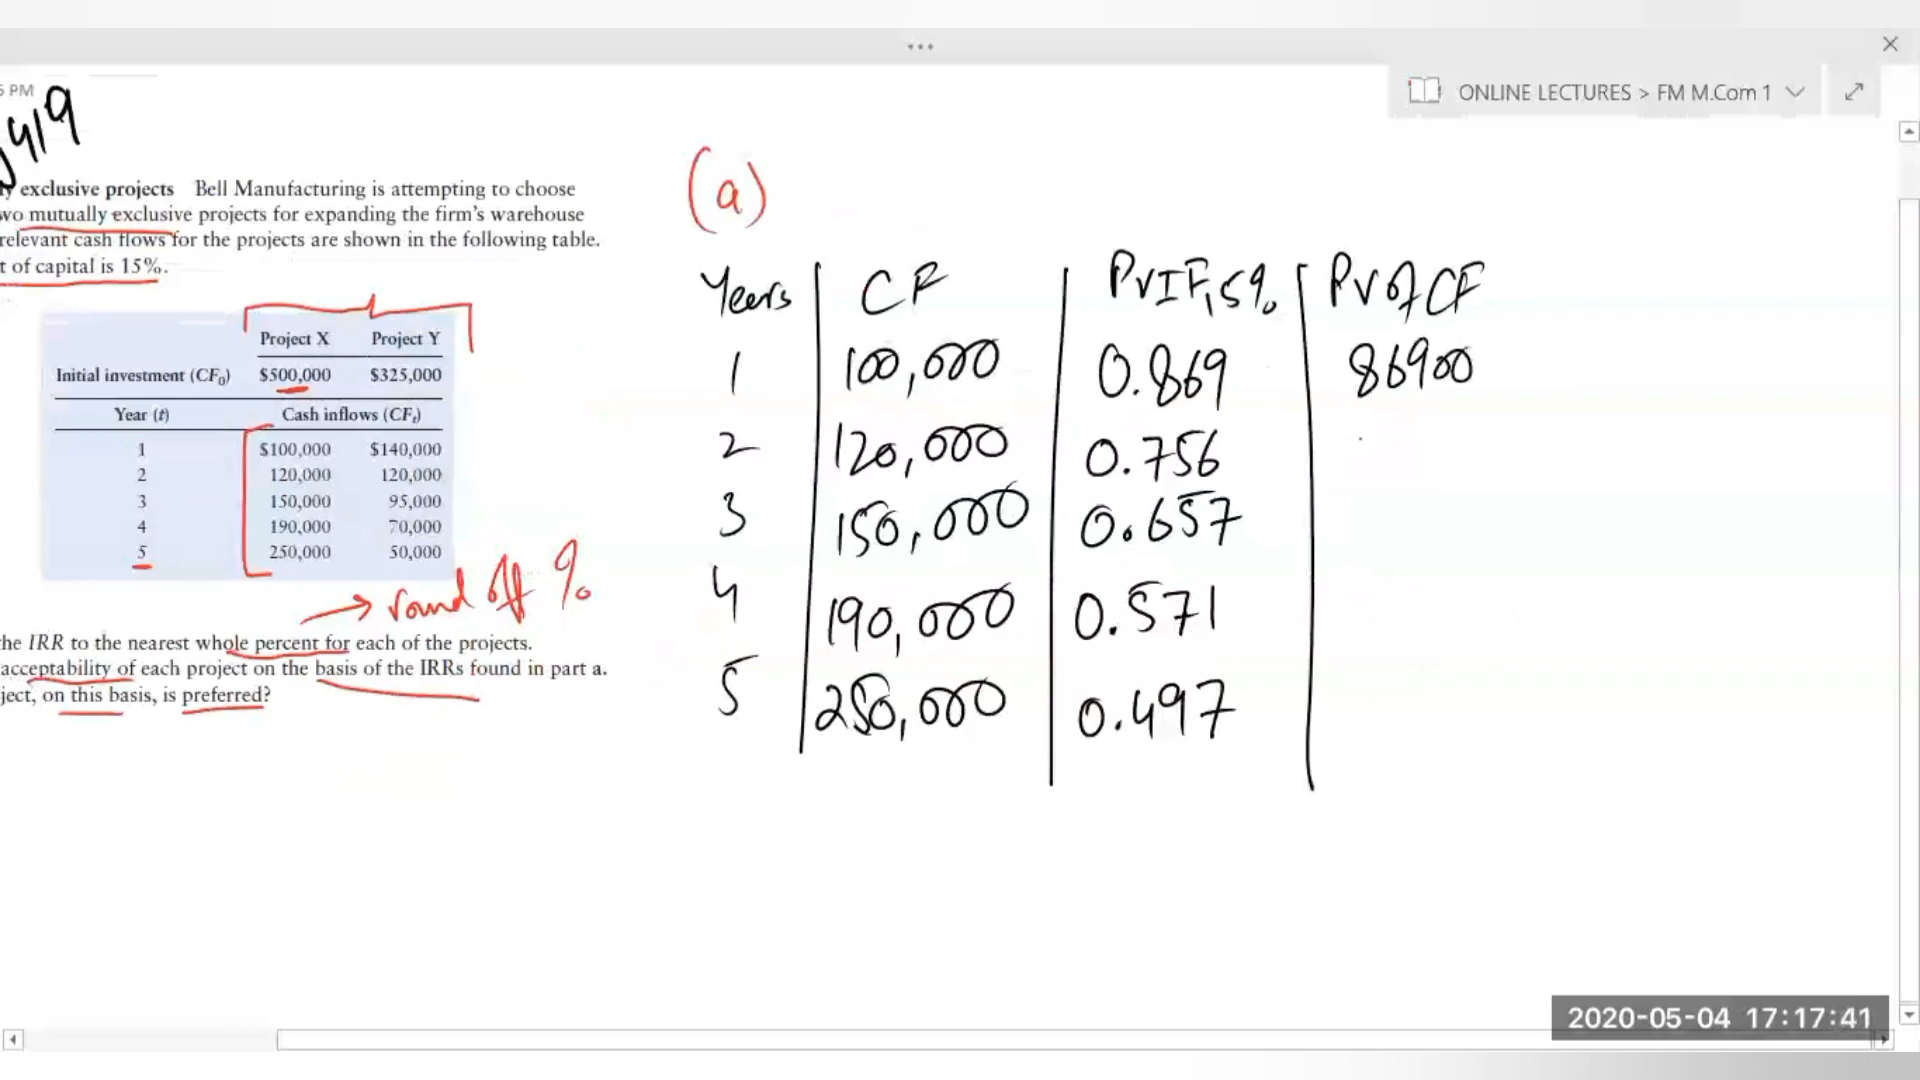 5 PM
ONLINE LECTURES > FM M.Com 1
419
exclusive projects Bell Manufacturing is attempting to choose
wo mutually exclusive projects for expanding the firm's warehouse
relevant cash flows for the projects are shown in the following table.
t of capital is 15%.
Project X Project Y
Initial investment (CF₀) $500,000 $325,000
Year (t) Cash inflows (CFₜ)
1 $100,000 $140,000
2 120,000 120,000
3 150,000 95,000
4 190,000 70,000
5 250,000 50,000
round off %
he IRR to the nearest whole percent for each of the projects.
acceptability of each project on the basis of the IRRs found in part a.
ject, on this basis, is preferred?
(a)
Years CF PVIF15% PV of CF
1 100,000 0.869 86900
2 120,000 0.756
3 150,000 0.657
4 190,000 0.571
5 250,000 0.497
2020-05-04 17:17:41